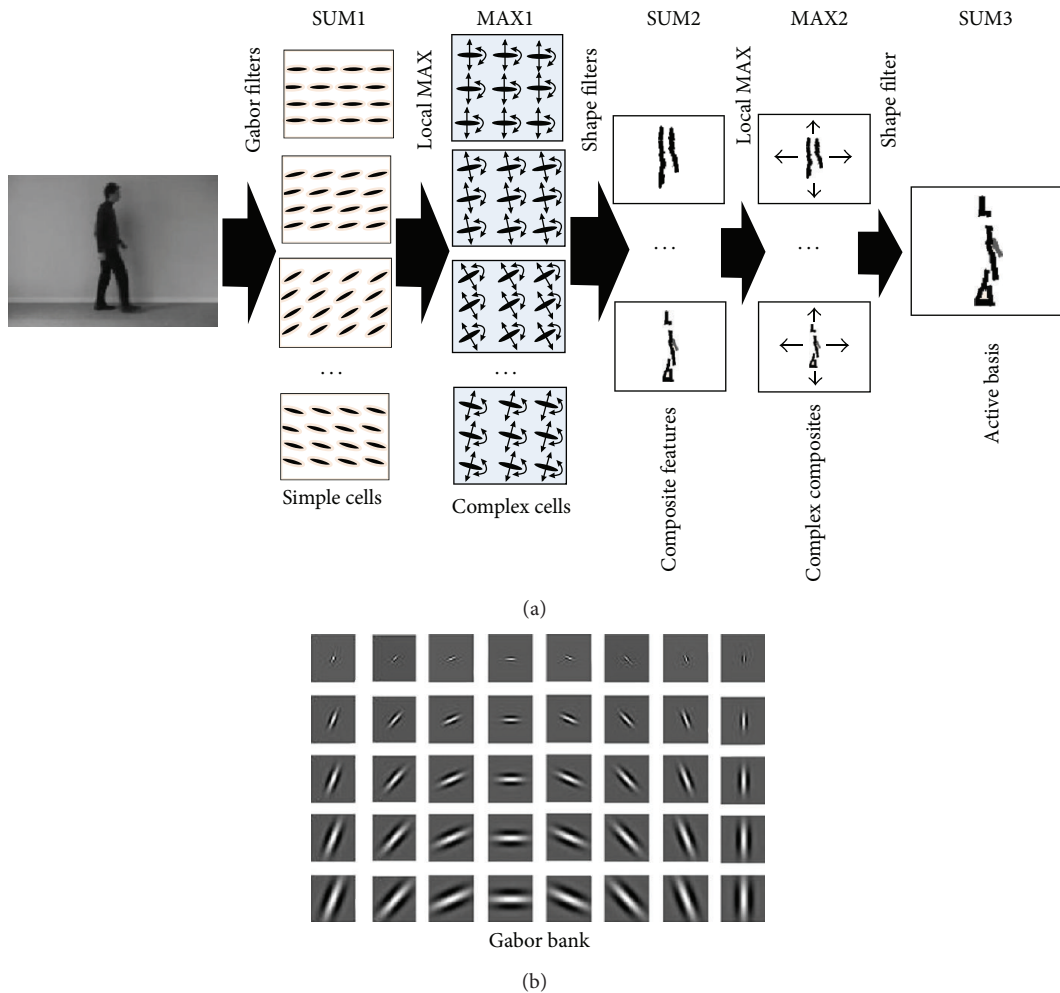 SUM1
MAX1
SUM2
MAX2
SUM3
Gabor filters
Local MAX
Shape filters
Local MAX
Shape filter
...
...
...
...
Simple cells
Complex cells
Composite features
Complex composites
Active basis
(a)
Gabor bank
(b)